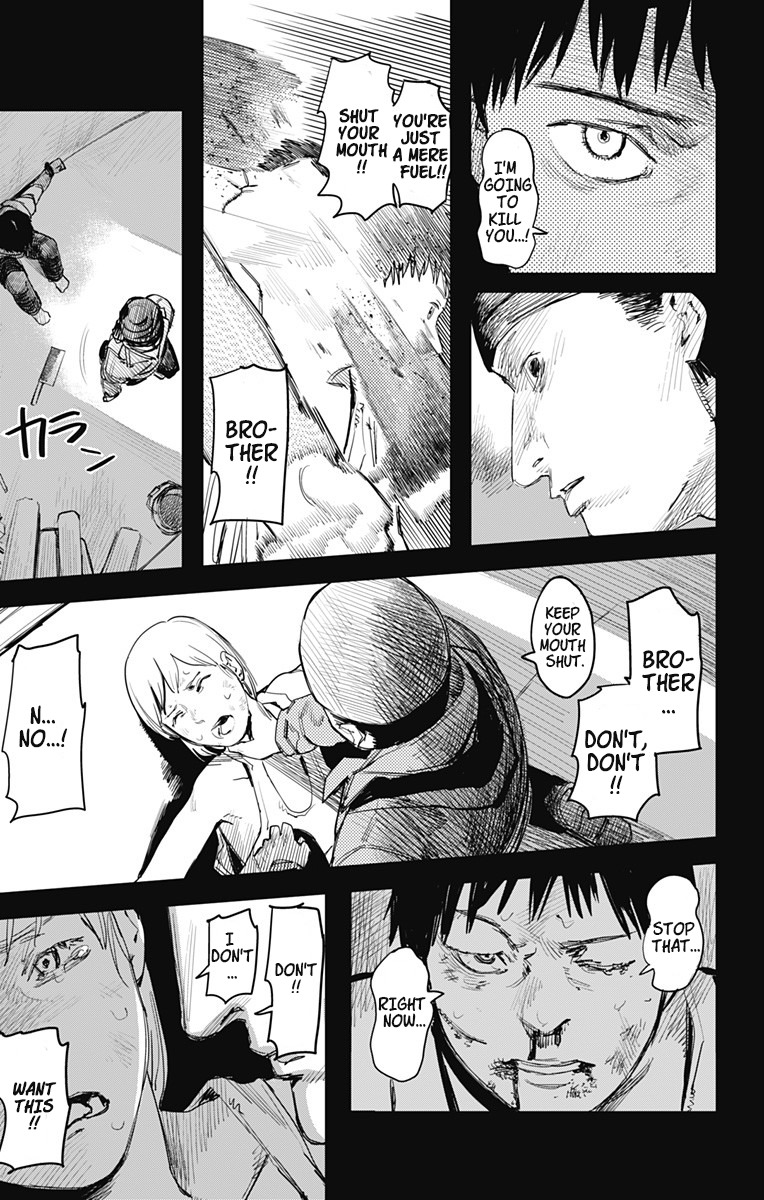 I'M
GOING
TO
KILL
YOU...!
YOU'RE
JUST
A MERE
FUEL!!
SHUT
YOUR
MOUTH
!!
BRO-
THER
!!
カラン
BRO-
THER
...
DON'T,
DON'T
!!
KEEP
YOUR
MOUTH
SHUT.
N...
NO...!
STOP
THAT...
RIGHT
NOW...
DON'T
!!
I
DON'T
...
WANT
THIS
!!